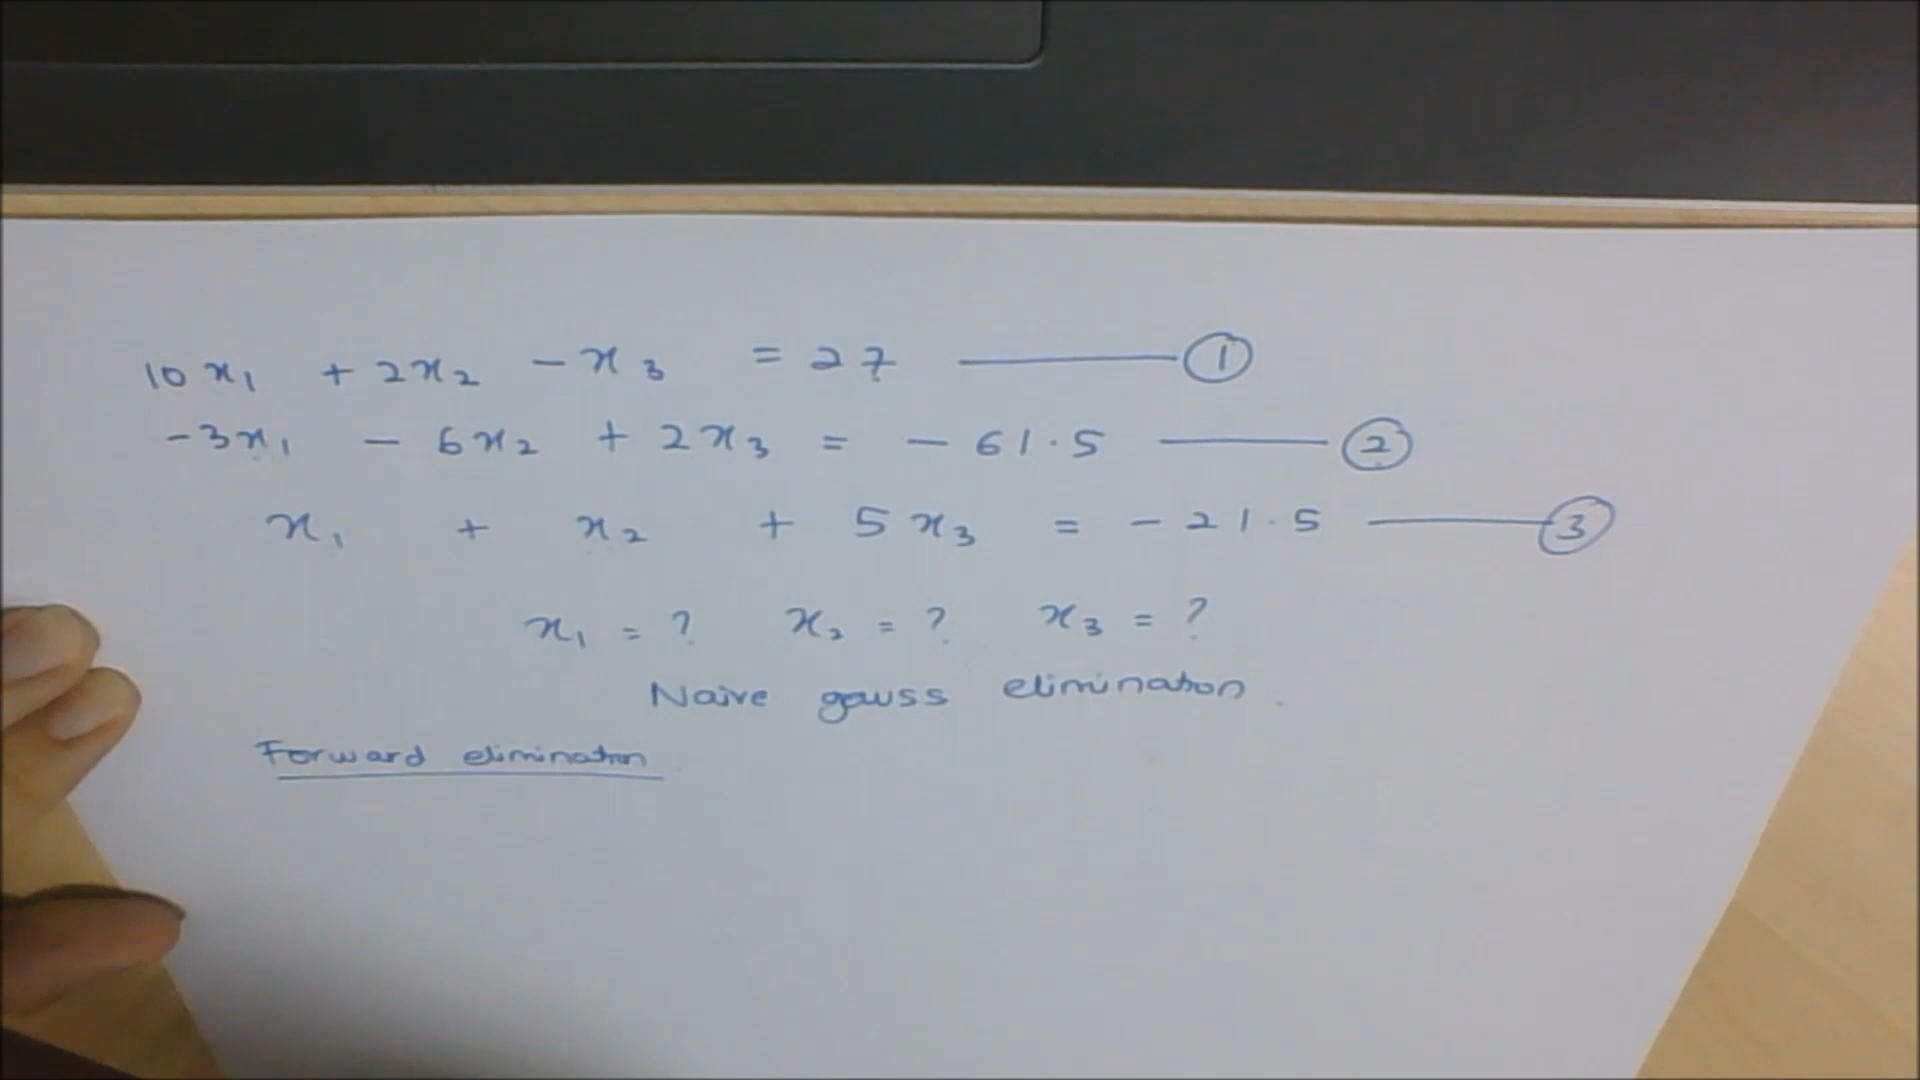 10x₁ + 2x₂ - x₃ = 27 —— ①
-3x₁ - 6x₂ + 2x₃ = - 61.5 —— ②
x₁ + x₂ + 5x₃ = - 21.5 —— ③
x₁ = ? x₂ = ? x₃ = ?
Naive gauss elimination.
Forward elimination